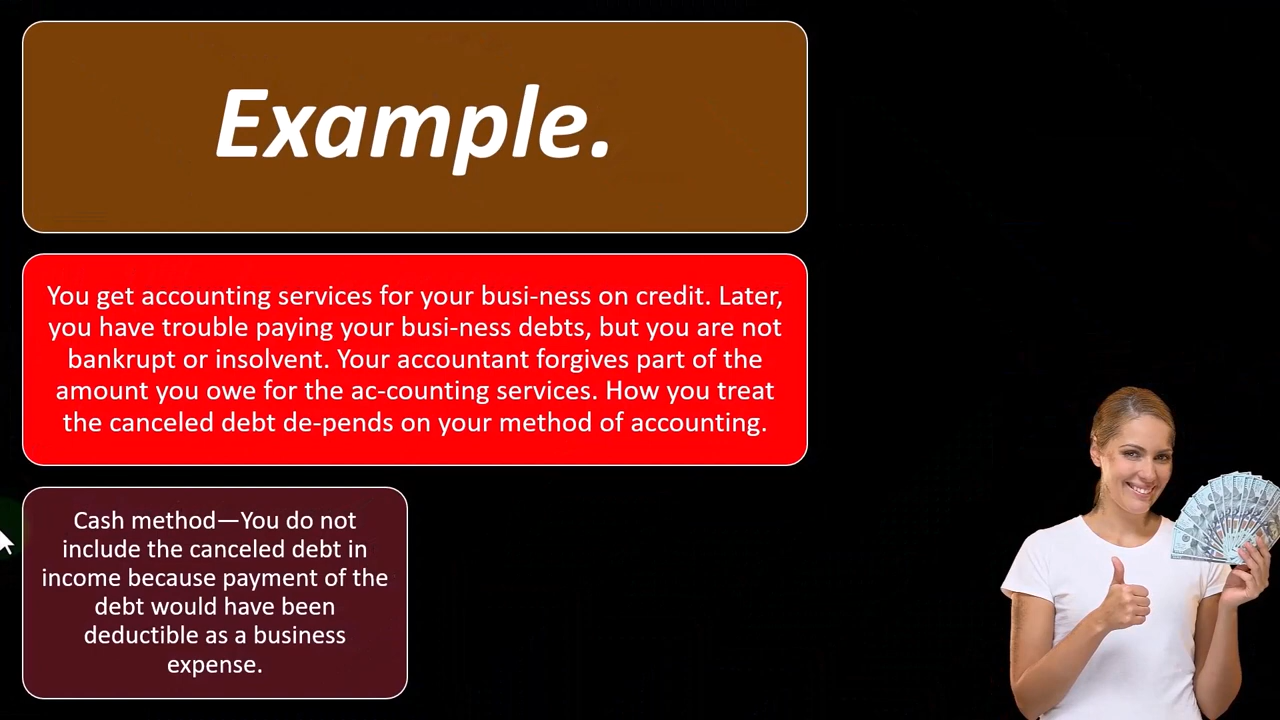 Example.
You get accounting services for your busi-ness on credit. Later,
you have trouble paying your busi-ness debts, but you are not
bankrupt or insolvent. Your accountant forgives part of the
amount you owe for the ac-counting services. How you treat
the canceled debt de-pends on your method of accounting.
Cash method—You do not
include the canceled debt in
income because payment of the
debt would have been
deductible as a business
expense.